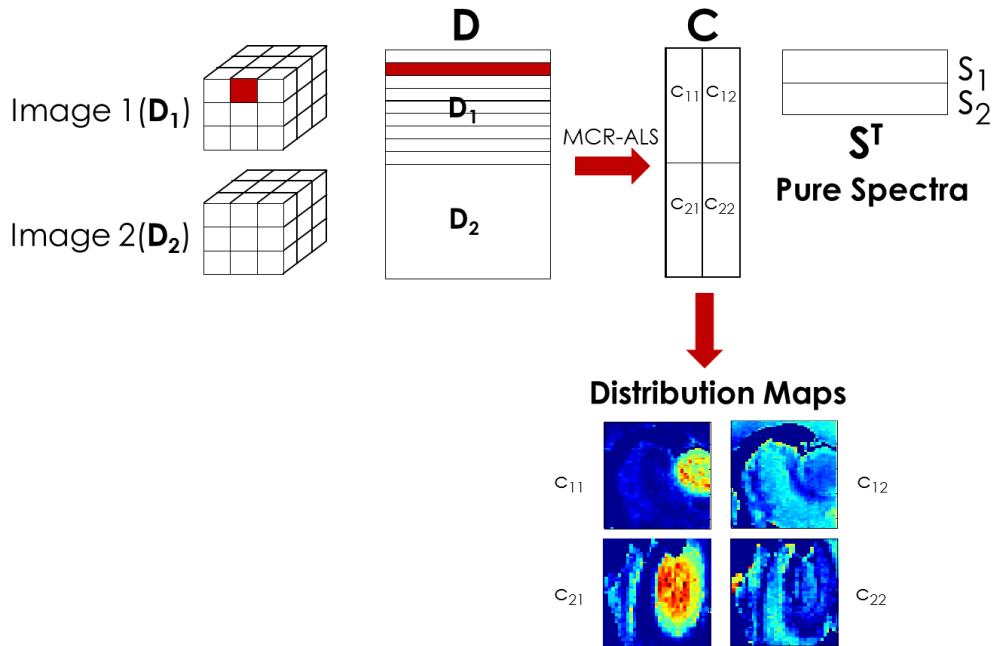 D
C
Image 1(D₁)
D₁
MCR-ALS
C₁₁
C₁₂
S₁
S₂
Sᵀ
Pure Spectra
Image 2(D₂)
D₂
C₂₁
C₂₂
Distribution Maps
C₁₁
C₁₂
C₂₁
C₂₂